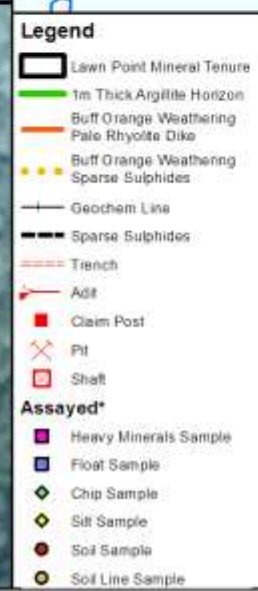 Legend
Lawn Point Mineral Tenure
1m Thick Argillite Horizon
Buff Orange Weathering
Pale Rhyolite Dike
Buff Orange Weathering
Sparse Sulphides
Geochem Line
Sparse Sulphides
Trench
Adit
Claim Post
Pit
Shaft
Assayed*
Heavy Minerals Sample
Float Sample
Chip Sample
Silt Sample
Soil Sample
Soil Line Sample